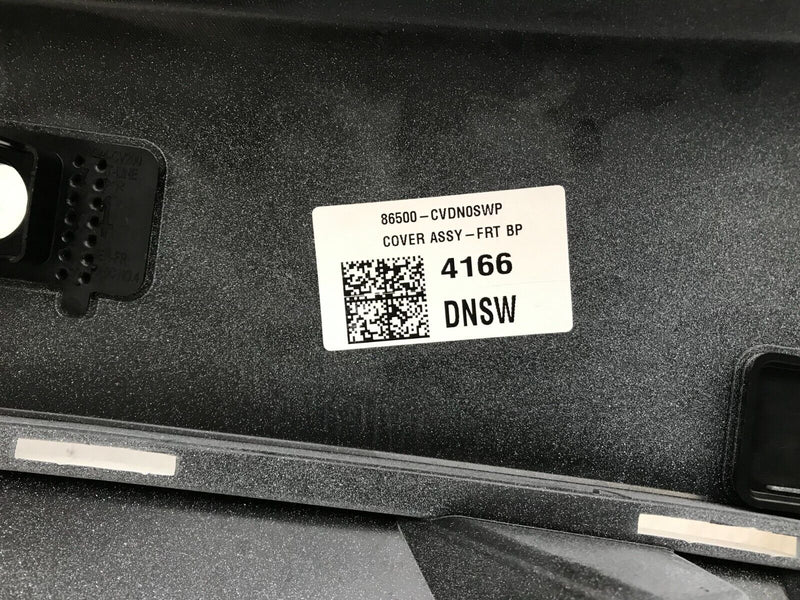 86500-CVDN0SWP
COVER ASSY-FRT BP
4166
DNSW